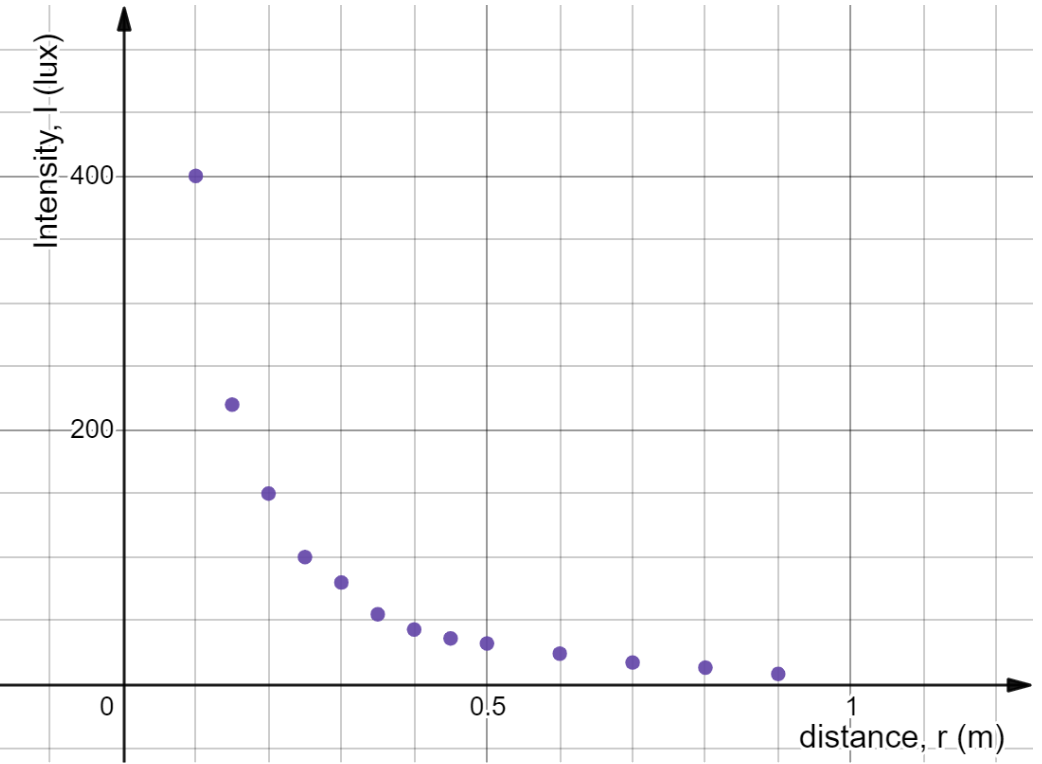 Intensity, I (lux)
400
200
0
0.5
1
distance, r (m)